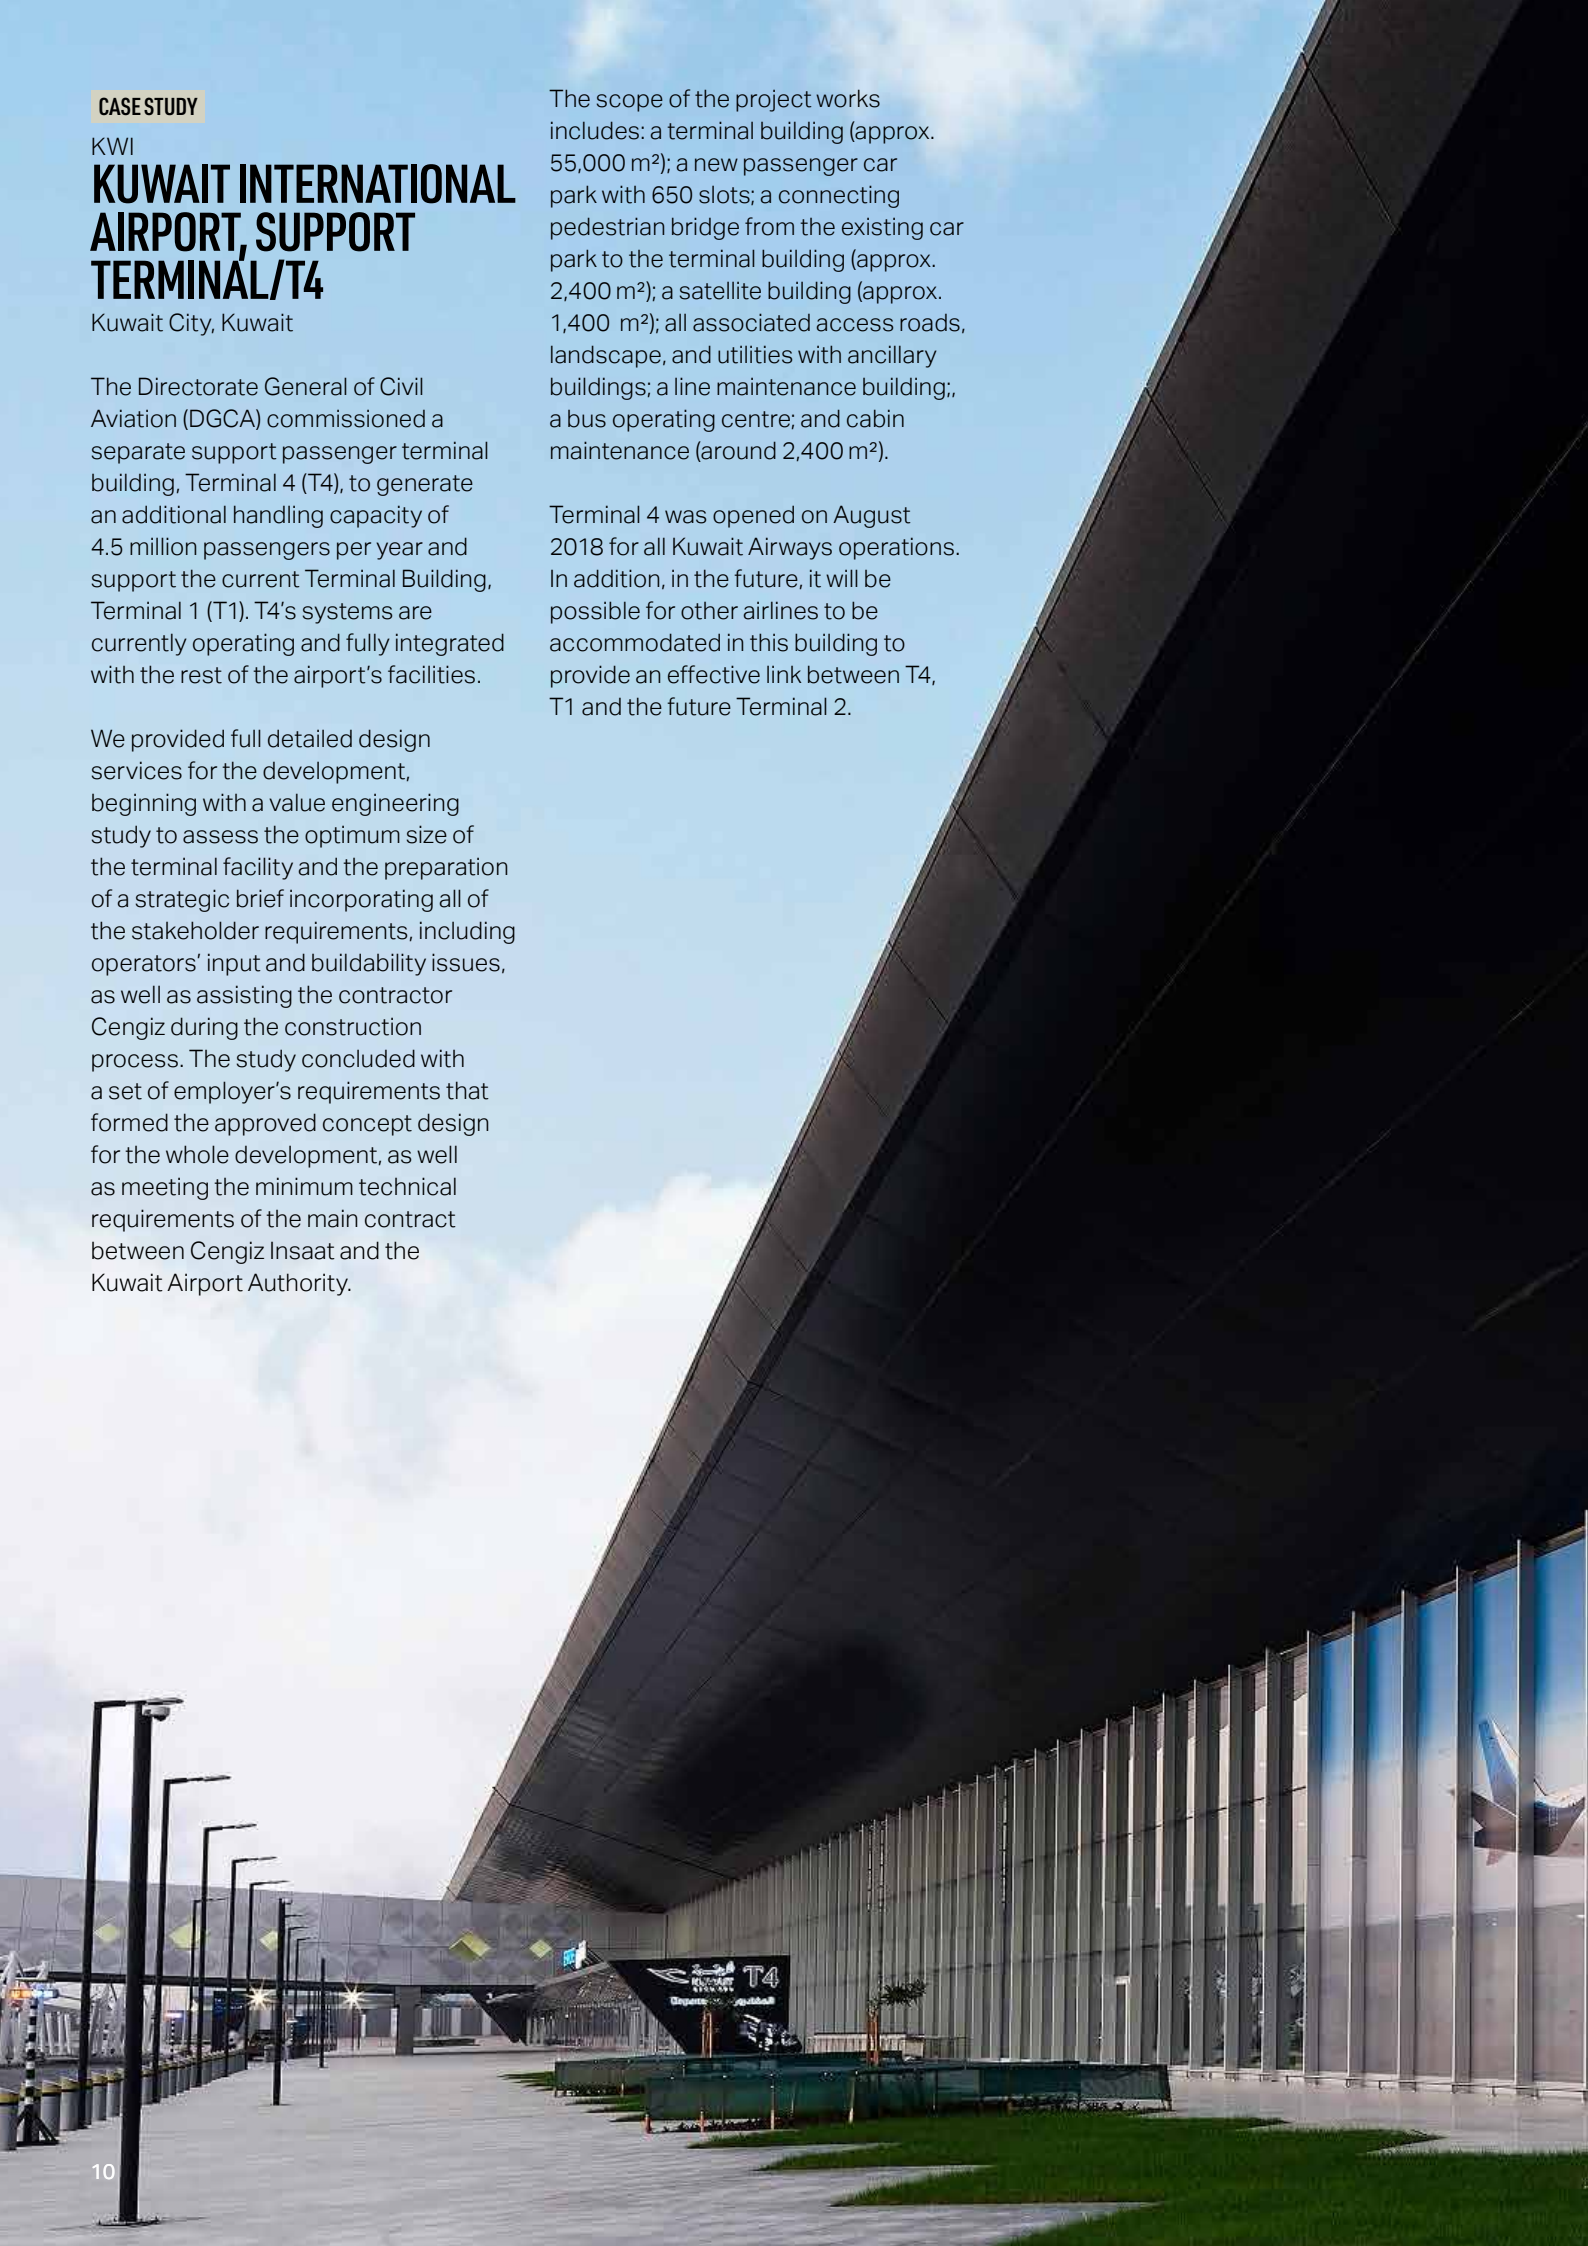 CASE STUDY
KWI
KUWAIT INTERNATIONAL
AIRPORT, SUPPORT
TERMINAL/T4
Kuwait City, Kuwait
The Directorate General of Civil
Aviation (DGCA) commissioned a
separate support passenger terminal
building, Terminal 4 (T4), to generate
an additional handling capacity of
4.5 million passengers per year and
support the current Terminal Building,
Terminal 1 (T1). T4’s systems are
currently operating and fully integrated
with the rest of the airport’s facilities.
We provided full detailed design
services for the development,
beginning with a value engineering
study to assess the optimum size of
the terminal facility and the preparation
of a strategic brief incorporating all of
the stakeholder requirements, including
operators’ input and buildability issues,
as well as assisting the contractor
Cengiz during the construction
process. The study concluded with
a set of employer’s requirements that
formed the approved concept design
for the whole development, as well
as meeting the minimum technical
requirements of the main contract
between Cengiz Insaat and the
Kuwait Airport Authority.
The scope of the project works
includes: a terminal building (approx.
55,000 m²); a new passenger car
park with 650 slots; a connecting
pedestrian bridge from the existing car
park to the terminal building (approx.
2,400 m²); a satellite building (approx.
1,400 m²); all associated access roads,
landscape, and utilities with ancillary
buildings; a line maintenance building;,
a bus operating centre; and cabin
maintenance (around 2,400 m²).
Terminal 4 was opened on August
2018 for all Kuwait Airways operations.
In addition, in the future, it will be
possible for other airlines to be
accommodated in this building to
provide an effective link between T4,
T1 and the future Terminal 2.
KUWAIT
T4
10